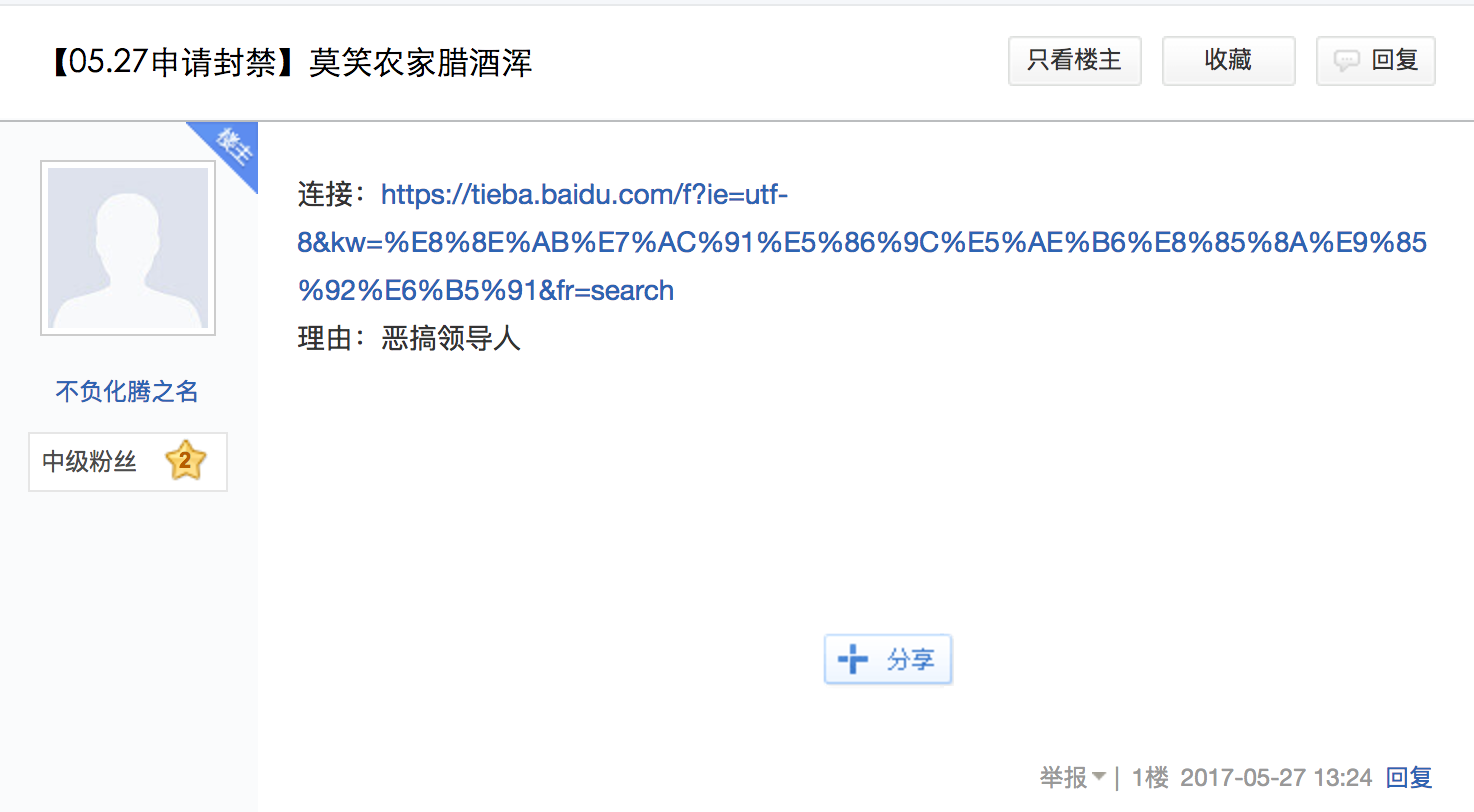 【05.27申请封禁】莫笑农家腊酒浑
只看楼主
收藏
回复
楼主
连接：https://tieba.baidu.com/f?ie=utf-
8&kw=%E8%8E%AB%E7%AC%91%E5%86%9C%E5%AE%B6%E8%85%8A%E9%85
%92%E6%B5%91&fr=search
理由：恶搞领导人
不负化腾之名
中级粉丝 2
分享
举报 | 1楼 2017-05-27 13:24 回复